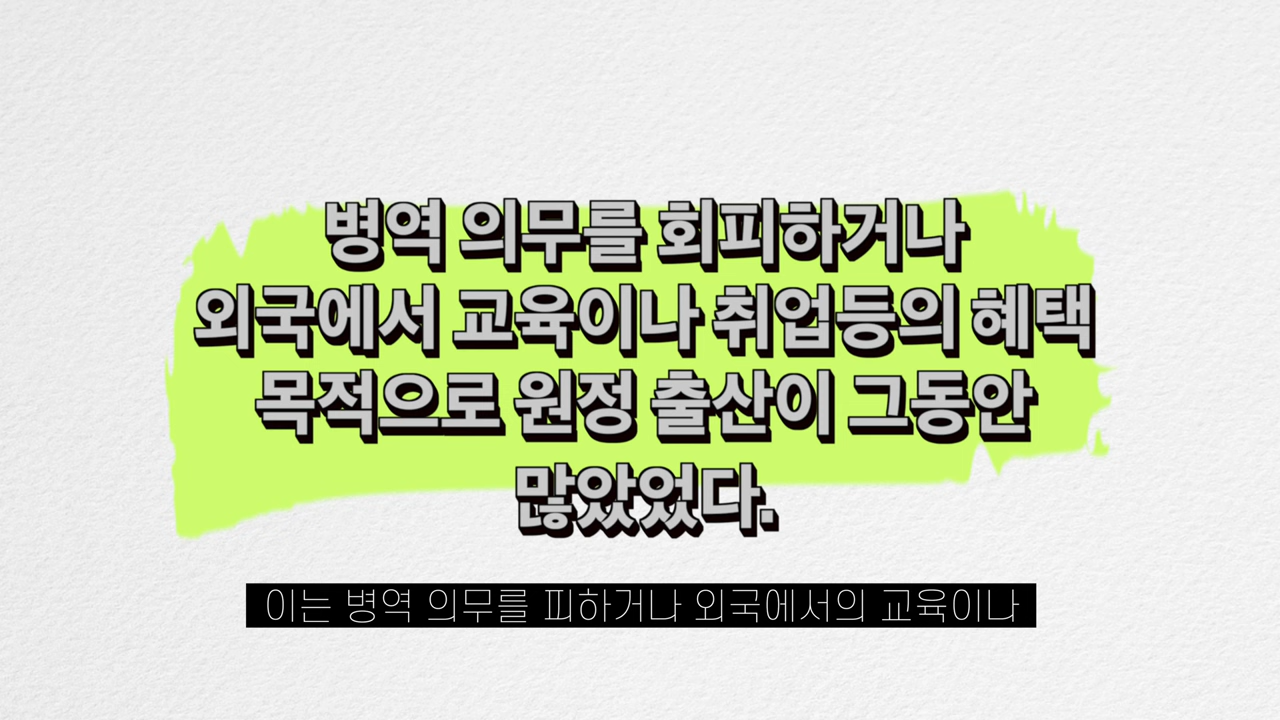 병역 의무를 회피하거나
외국에서 교육이나 취업등의 혜택
목적으로 원정 출산이 그동안
많았었다.
이는 병역 의무를 피하거나 외국에서의 교육이나